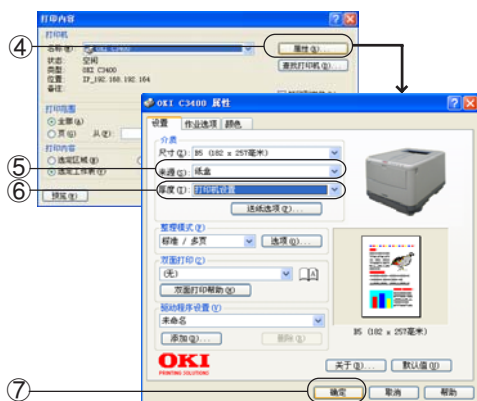 打印内容
打印机
④
名称(N): OKI C3400
属性(R)...
状态: 空闲
类型: OKI C3400
位置: IP_192.168.192.164
备注:
查找打印机(D)...
打印范围
全部(A)
页(G) 从(F):
打印内容
选定区域(N)
选定工作表(V)
预览(W)
OKI C3400 属性
设置 作业选项 颜色
介质
尺寸(Z): B5 (182 x 257毫米)
⑤
来源(S): 纸盒
⑥
厚度(T): 打印机设置
送纸选项(P)...
整理模式(F)
标准 / 多页
选项(O)...
双面打印(2)
(无)
A
双面打印帮助(X)
驱动程序设置(V)
未命名
添加(D)...
删除(R)
B5 (182 x 257毫米)
OKI
PRINTING SOLUTIONS
关于(B)... 默认值(U)
⑦
确定 取消 帮助